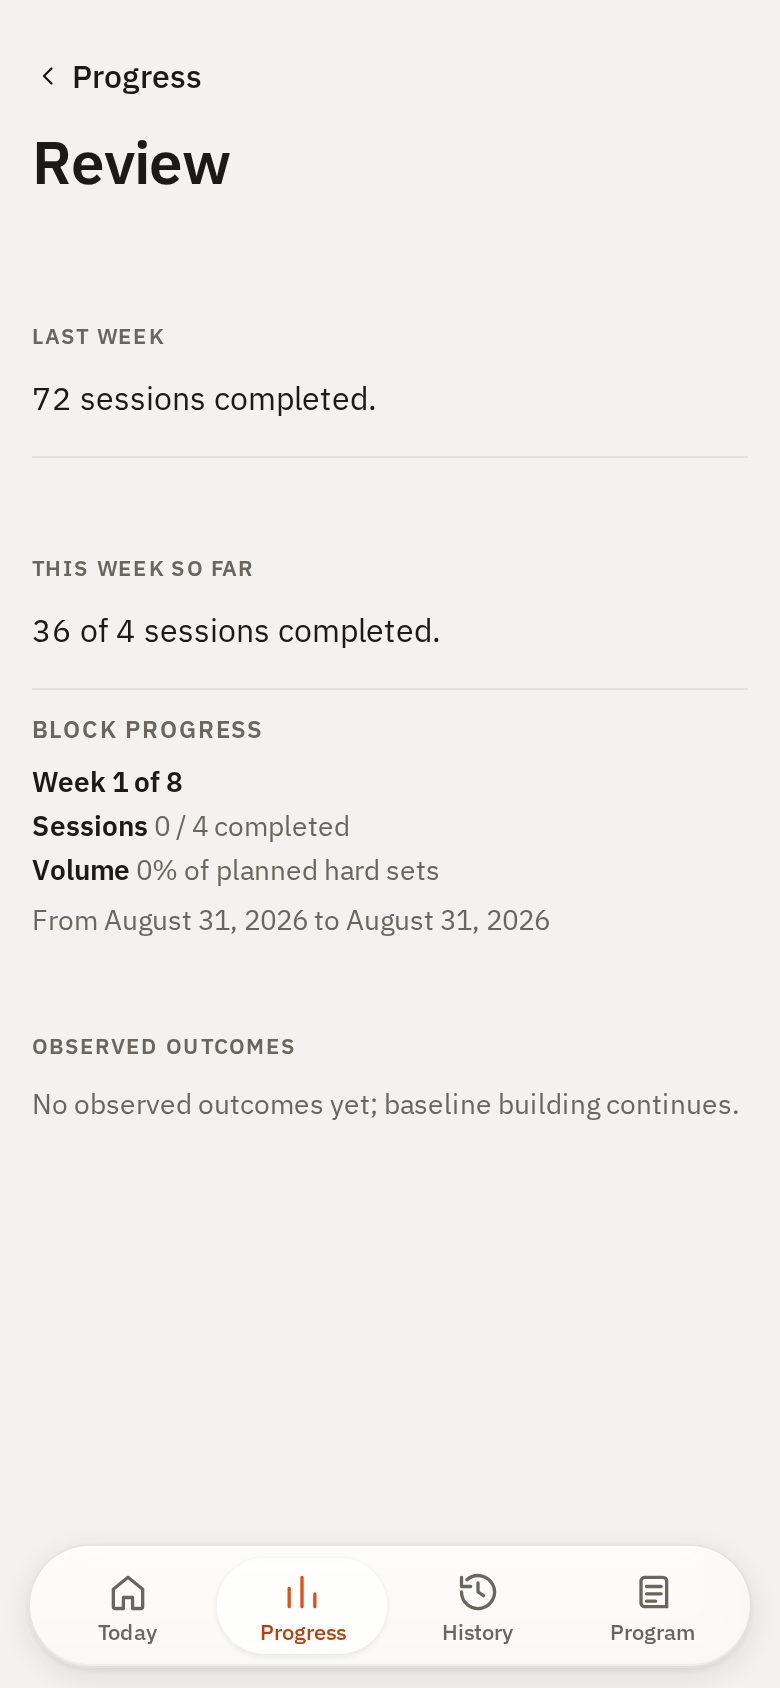 Progress
Review
LAST WEEK
72 sessions completed.
THIS WEEK SO FAR
36 of 4 sessions completed.
BLOCK PROGRESS
Week 1 of 8
Sessions 0 / 4 completed
Volume 0% of planned hard sets
From August 31, 2026 to August 31, 2026
OBSERVED OUTCOMES
No observed outcomes yet; baseline building continues.
Today
Progress
History
Program